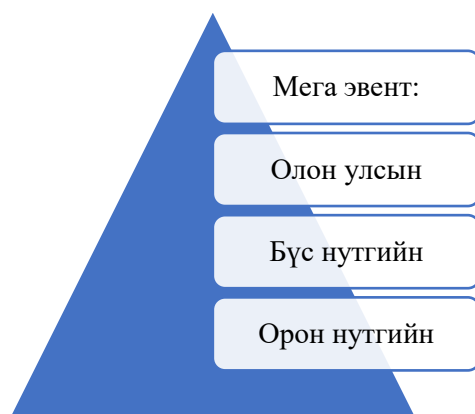 Мега эвент:
Олон улсын
Бүс нутгийн
Орон нутгийн